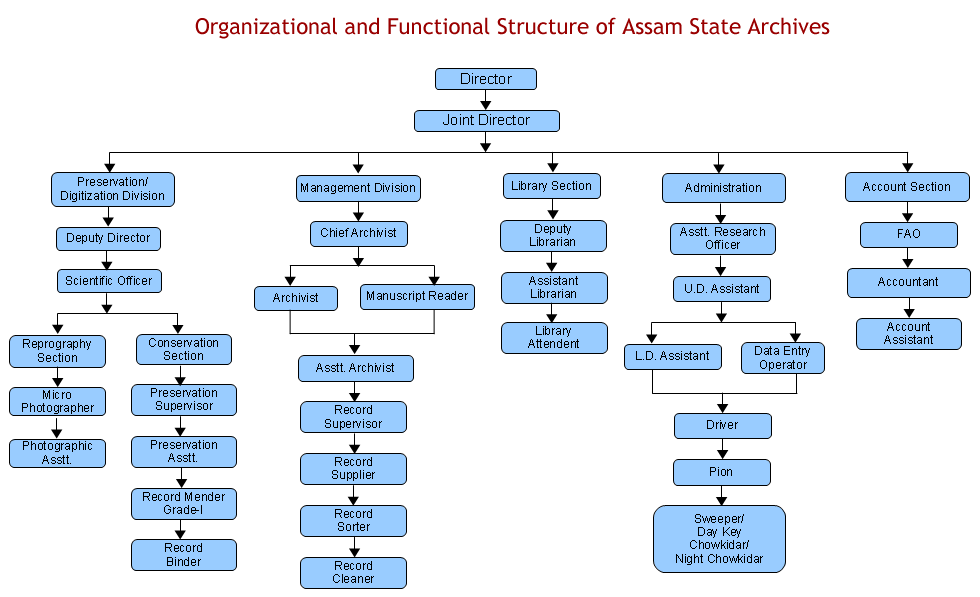 Organizational and Functional Structure of Assam State Archives
Director
Joint Director
Preservation/
Digitization Division
Deputy Director
Scientific Officer
Reprography
Section
Micro
Photographer
Photographic
Asstt.
Conservation
Section
Preservation
Supervisor
Preservation
Asstt.
Record Mender
Grade-I
Record
Binder
Management Division
Chief Archivist
Archivist
Manuscript Reader
Asstt. Archivist
Record
Supervisor
Record
Supplier
Record
Sorter
Record
Cleaner
Library Section
Deputy
Librarian
Assistant
Librarian
Library
Attendent
Administration
Asstt. Research
Officer
U.D. Assistant
L.D. Assistant
Data Entry
Operator
Driver
Pion
Sweeper/
Day Key
Chowkidar/
Night Chowkidar
Account Section
FAO
Accountant
Account
Assistant